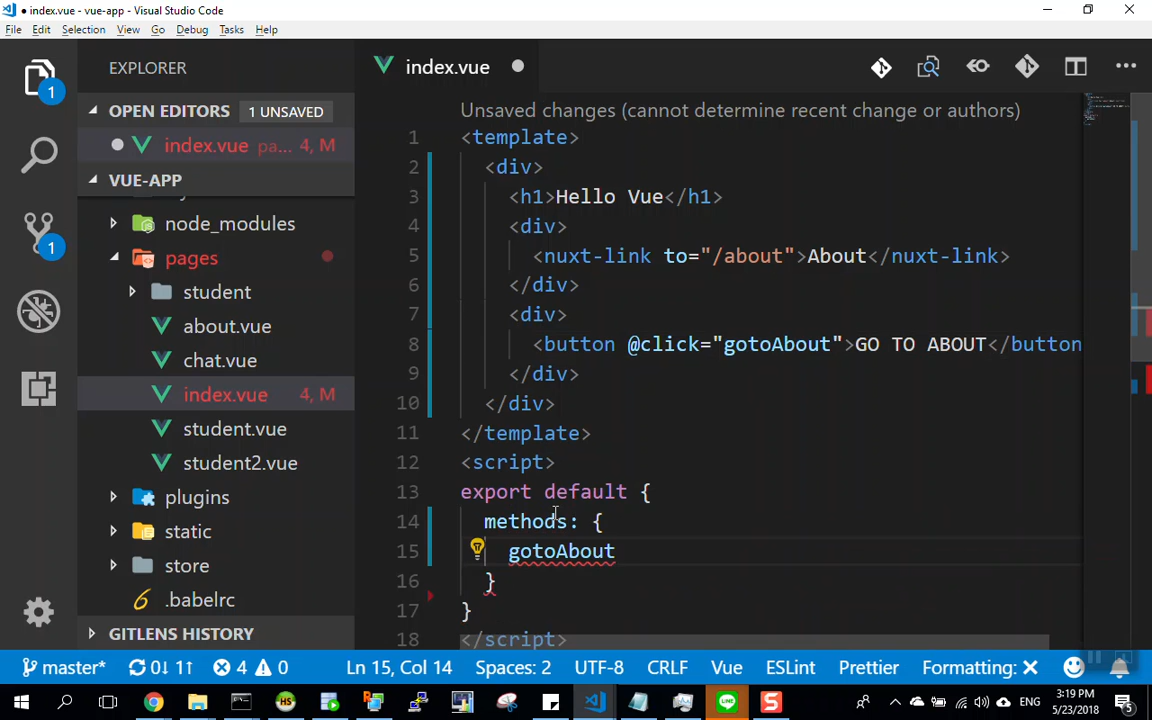 index.vue - vue-app - Visual Studio Code
File Edit Selection View Go Debug Tasks Help
EXPLORER
index.vue
1
OPEN EDITORS 1 UNSAVED
index.vue pa... 4, M
VUE-APP
node_modules
1
pages
student
about.vue
chat.vue
index.vue 4, M
student.vue
student2.vue
plugins
static
store
.babelrc
GITLENS HISTORY
Unsaved changes (cannot determine recent change or authors)
1 <template>
2 <div>
3 <h1>Hello Vue</h1>
4 <div>
5 <nuxt-link to="/about">About</nuxt-link>
6 </div>
7 <div>
8 <button @click="gotoAbout">GO TO ABOUT</button
9 </div>
10 </div>
11 </template>
12 <script>
13 export default {
14 methods: {
15 gotoAbout
16 }
17 }
18 </script>
master* 0↓ 1↑ 4 0 Ln 15, Col 14 Spaces: 2 UTF-8 CRLF Vue ESLint Prettier Formatting: ✕
ENG
3:19 PM
5/23/2018
5